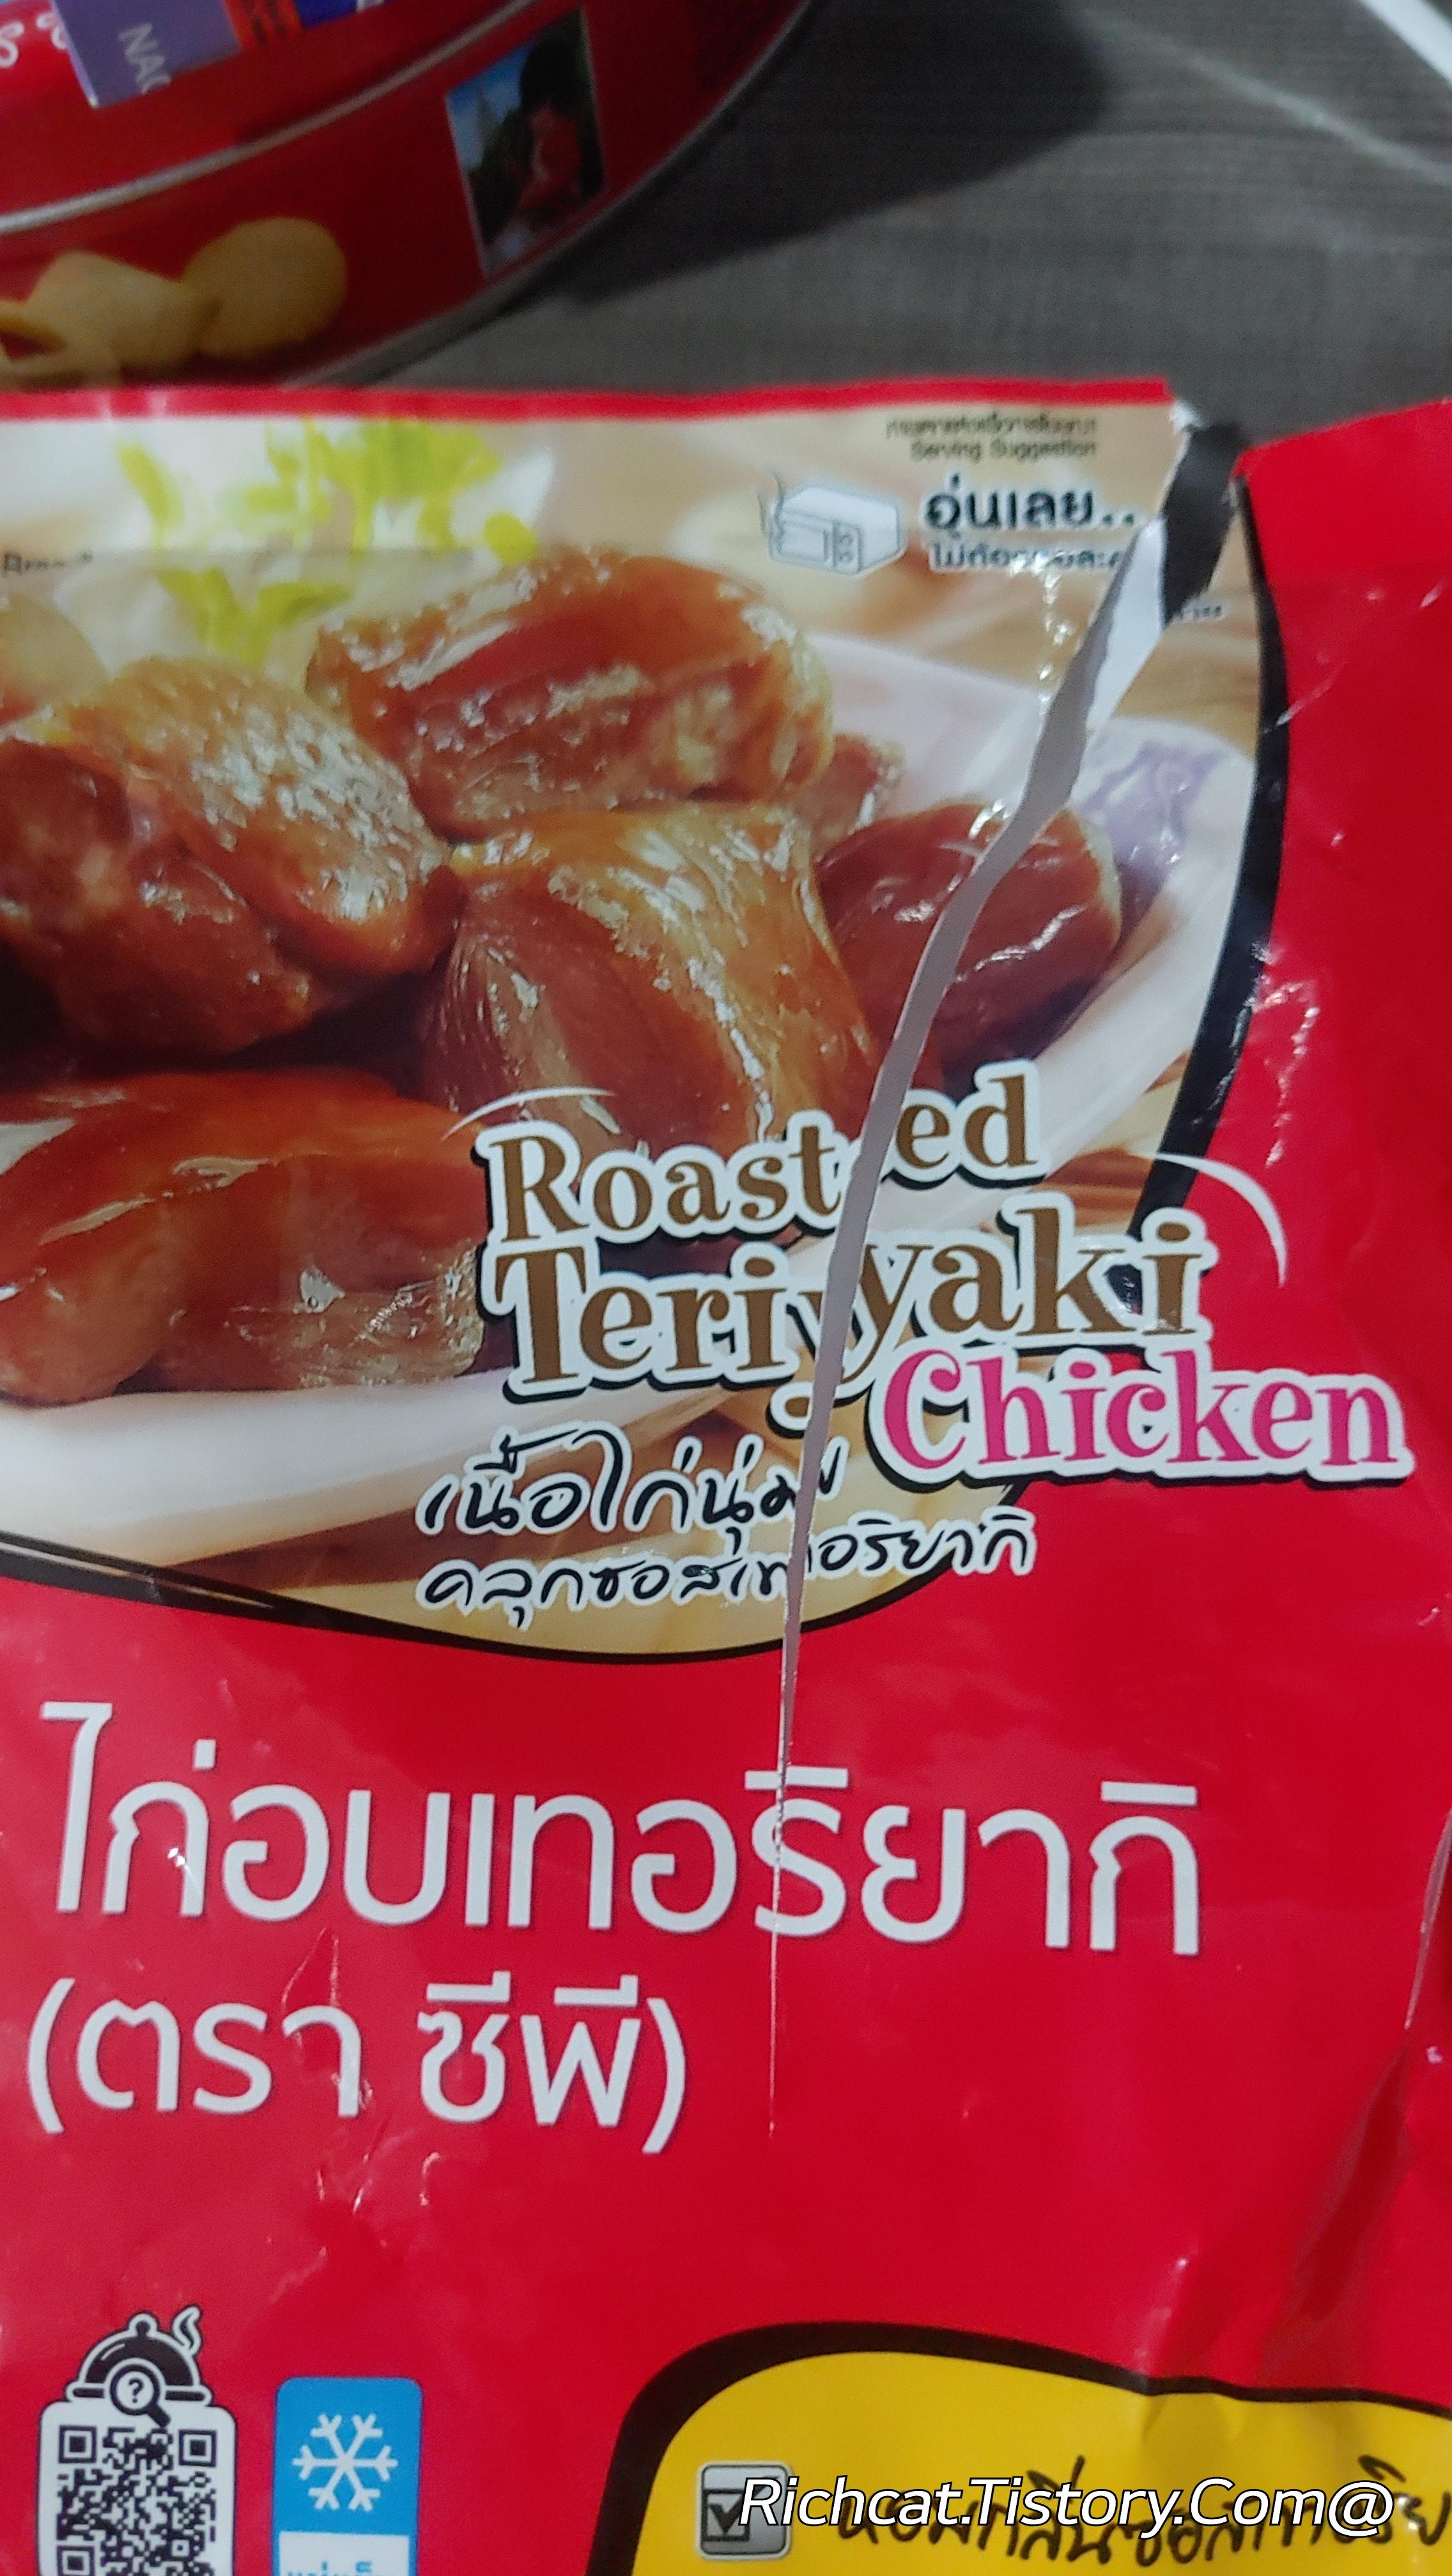 NA
Serving Suggestion
อุ่นเลย..
Roasted
Teriyaki
Chicken
เนื้อไก่นุ่มๆ
คลุกซอสเทอริยากิ
ไก่อบเทอริยากิ
(ตรา ซีพี)
Richcat.Tistory.Com@